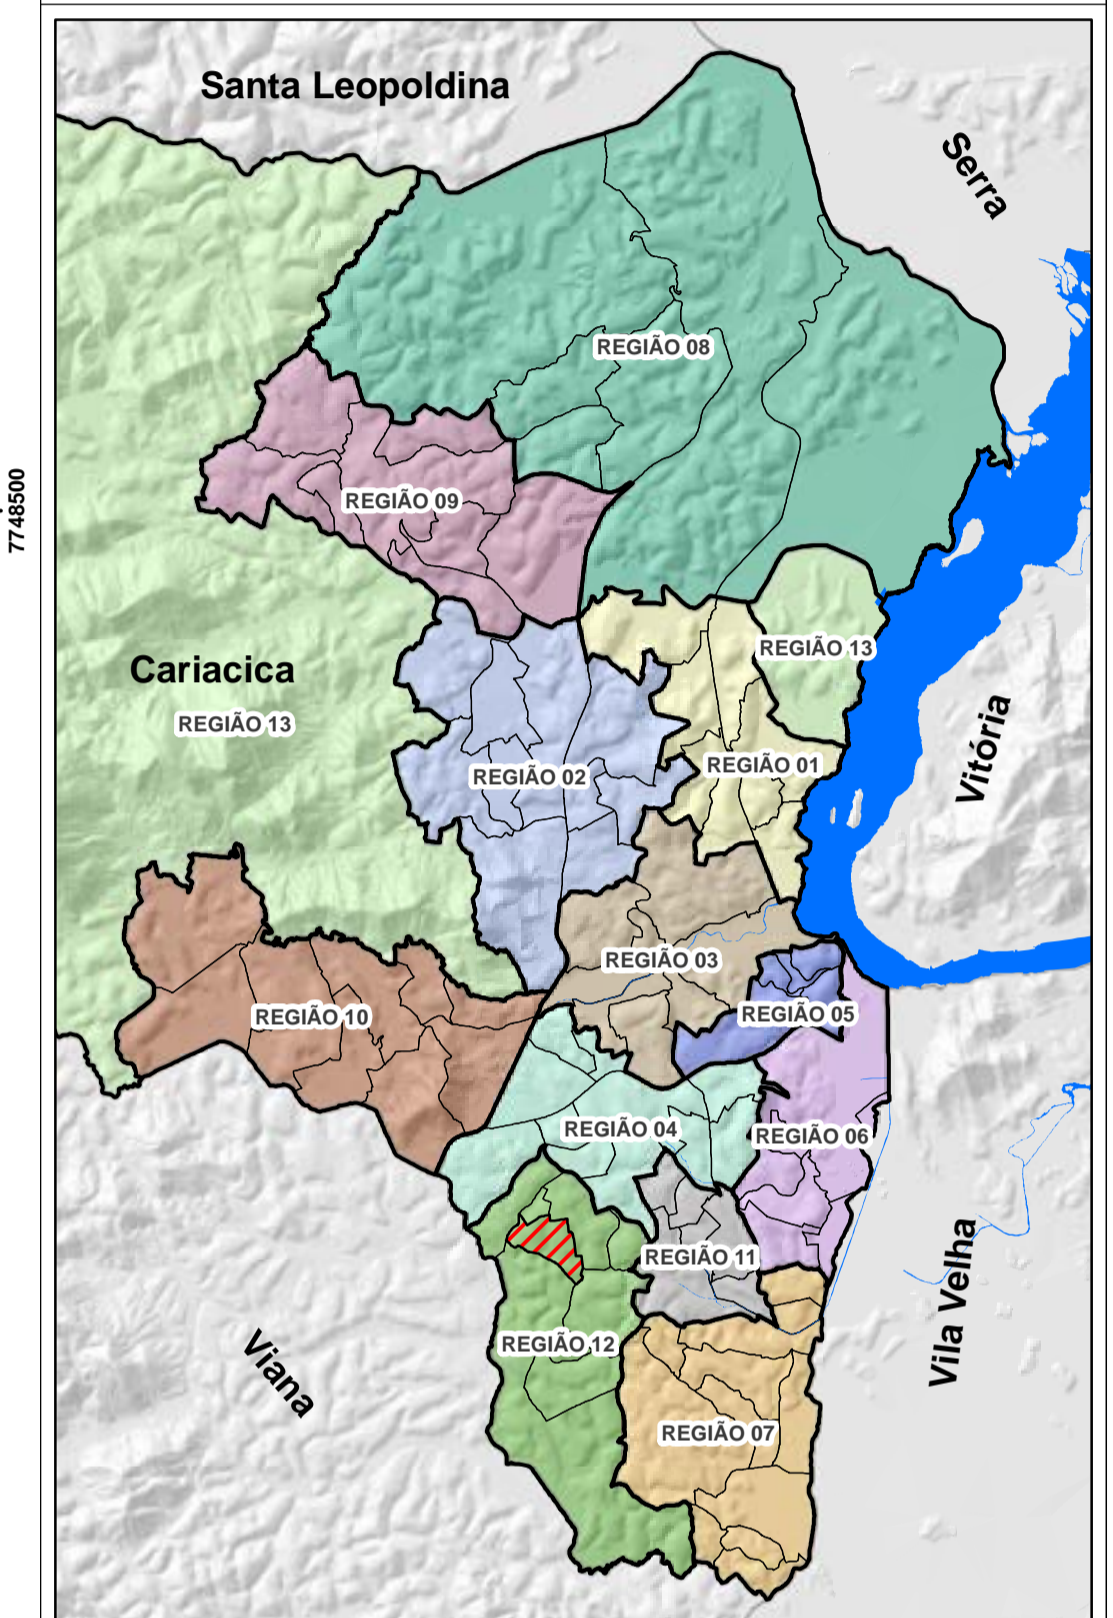 Santa Leopoldina
Serra
REGIÃO 08
7748500
REGIÃO 09
REGIÃO 13
Cariacica
REGIÃO 13
Vitória
REGIÃO 02
REGIÃO 01
REGIÃO 03
REGIÃO 10
REGIÃO 05
REGIÃO 04
REGIÃO 06
REGIÃO 11
Vila Velha
REGIÃO 12
Viana
REGIÃO 07